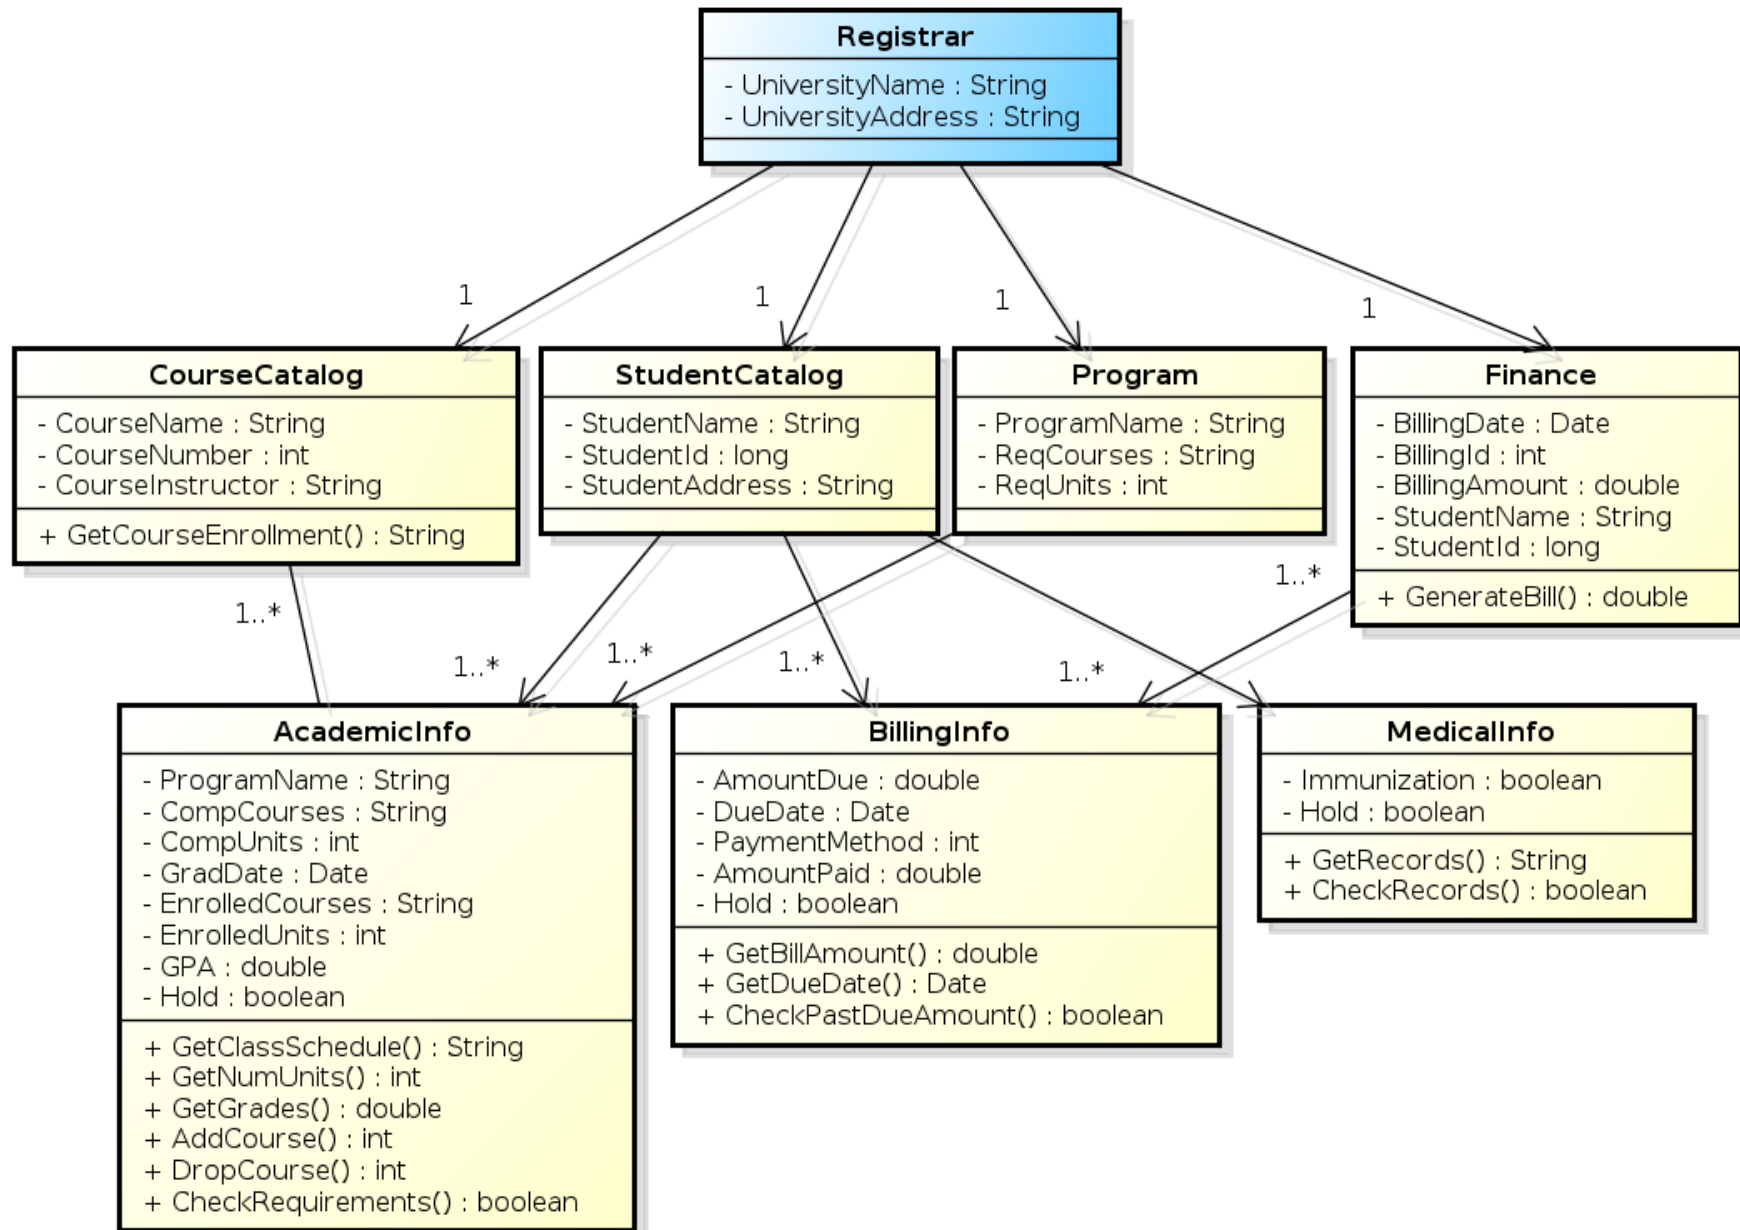 Registrar
- UniversityName : String
- UniversityAddress : String
1
1
1
1
CourseCatalog
- CourseName : String
- CourseNumber : int
- CourseInstructor : String
+ GetCourseEnrollment() : String
StudentCatalog
- StudentName : String
- StudentId : long
- StudentAddress : String
Program
- ProgramName : String
- ReqCourses : String
- ReqUnits : int
Finance
- BillingDate : Date
- BillingId : int
- BillingAmount : double
- StudentName : String
- StudentId : long
+ GenerateBill() : double
1..*
1..*
1..*
1..*
1..*
1..*
AcademicInfo
- ProgramName : String
- CompCourses : String
- CompUnits : int
- GradDate : Date
- EnrolledCourses : String
- EnrolledUnits : int
- GPA : double
- Hold : boolean
+ GetClassSchedule() : String
+ GetNumUnits() : int
+ GetGrades() : double
+ AddCourse() : int
+ DropCourse() : int
+ CheckRequirements() : boolean
BillingInfo
- AmountDue : double
- DueDate : Date
- PaymentMethod : int
- AmountPaid : double
- Hold : boolean
+ GetBillAmount() : double
+ GetDueDate() : Date
+ CheckPastDueAmount() : boolean
MedicalInfo
- Immunization : boolean
- Hold : boolean
+ GetRecords() : String
+ CheckRecords() : boolean